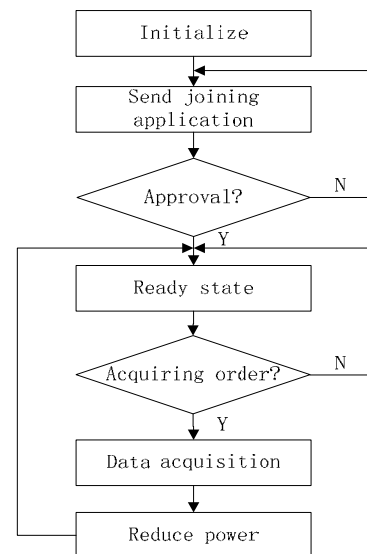 Initialize
Send joining
application
Approval?
N
Y
Ready state
Acquiring order?
N
Y
Data acquisition
Reduce power